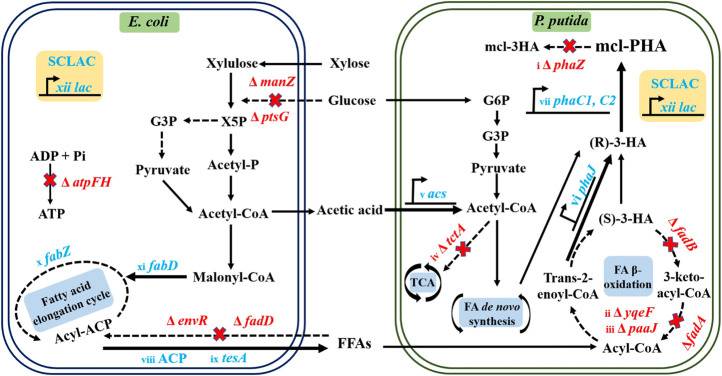 E. coli
P. putida
SCLAC
xii lac
Xylulose
Xylose
Δ manZ
Glucose
Δ ptsG
G3P
X5P
ADP + Pi
Δ atpFH
ATP
Pyruvate
Acetyl-P
Acetyl-CoA
Acetic acid
x fabZ
xi fabD
Malonyl-CoA
Fatty acid
elongation cycle
Acyl-ACP
Δ envR
Δ fadD
viii ACP
ix tesA
FFAs
mcl-3HA
mcl-PHA
i Δ phaZ
G6P
vii phaC1, C2
SCLAC
xii lac
G3P
(R)-3-HA
Pyruvate
v acs
vi phaJ
Acetyl-CoA
(S)-3-HA
iv Δ tctA
Δ fadB
TCA
Trans-2-
enoyl-CoA
FA β-
oxidation
3-keto-
acyl-CoA
FA de novo
synthesis
ii Δ yqeF
iii Δ paaJ
Δ fadA
Acyl-CoA